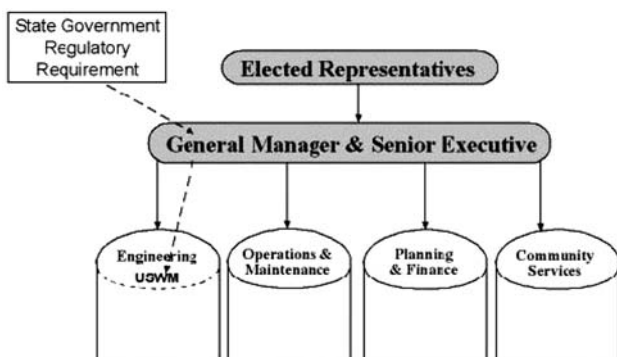 State Government
Regulatory
Requirement
Elected Representatives
General Manager & Senior Executive
Engineering
USWM
Operations &
Maintenance
Planning
& Finance
Community
Services